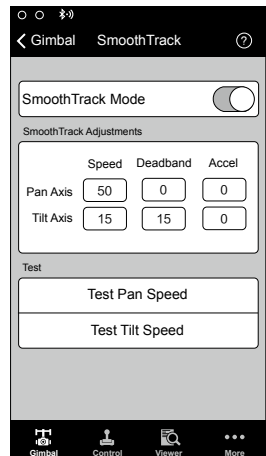 Gimbal SmoothTrack ?
SmoothTrack Mode
SmoothTrack Adjustments
Speed Deadband Accel
Pan Axis 50 0 0
Tilt Axis 15 15 0
Test
Test Pan Speed
Test Tilt Speed
Gimbal Control Viewer More